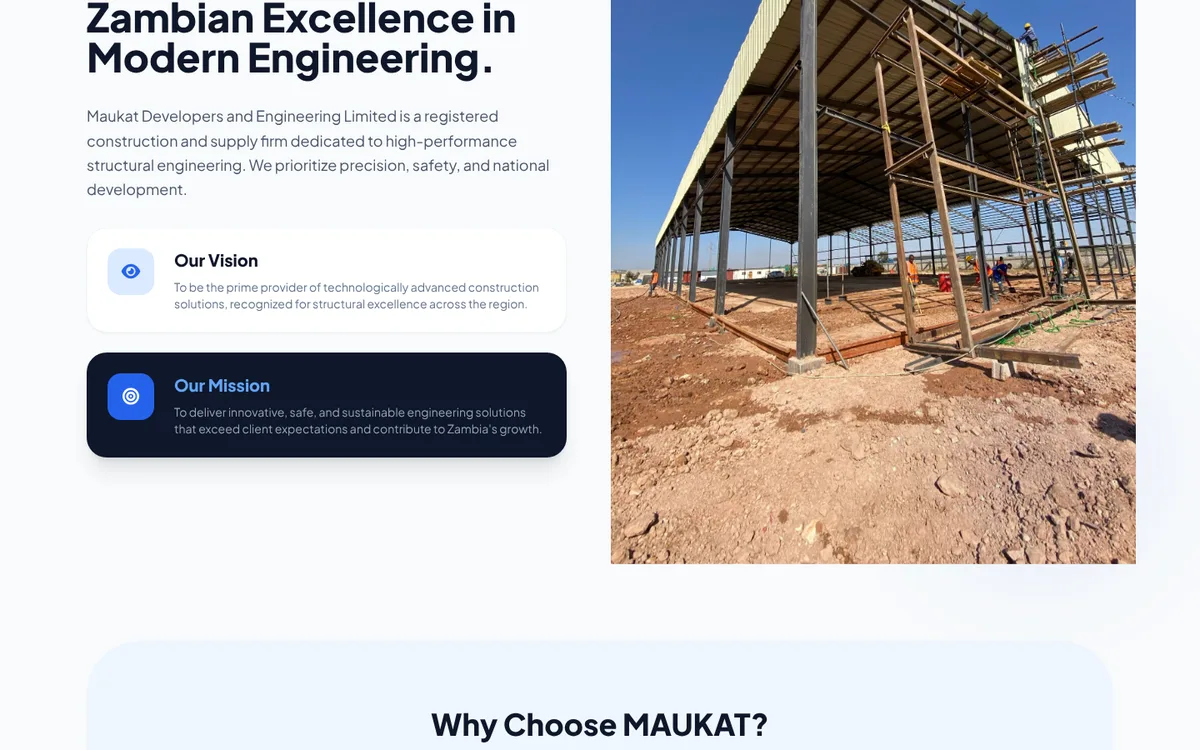 Zambian Excellence in
Modern Engineering.
Maukat Developers and Engineering Limited is a registered
construction and supply firm dedicated to high-performance
structural engineering. We prioritize precision, safety, and national
development.
Our Vision
To be the prime provider of technologically advanced construction
solutions, recognized for structural excellence across the region.
Our Mission
To deliver innovative, safe, and sustainable engineering solutions
that exceed client expectations and contribute to Zambia's growth.
Why Choose MAUKAT?